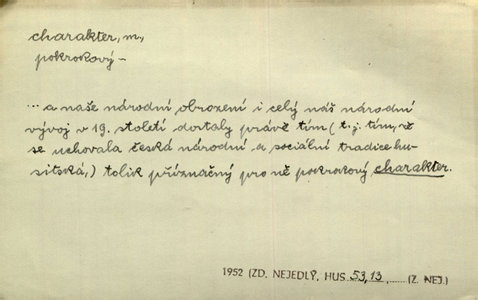 charakter, m.,
pokrokový –
... a naše národní obrození i celý náš národní
vývoj v 19. století dostaly právě tím (t.j. tím, že
se uchovala česká národní a sociální tradice hu-
sitská,) tolik příznačný pro ně pokrokový charakter.
1952 (ZD. NEJEDLÝ, HUS 53,13, ...... (Z. NEJ.)